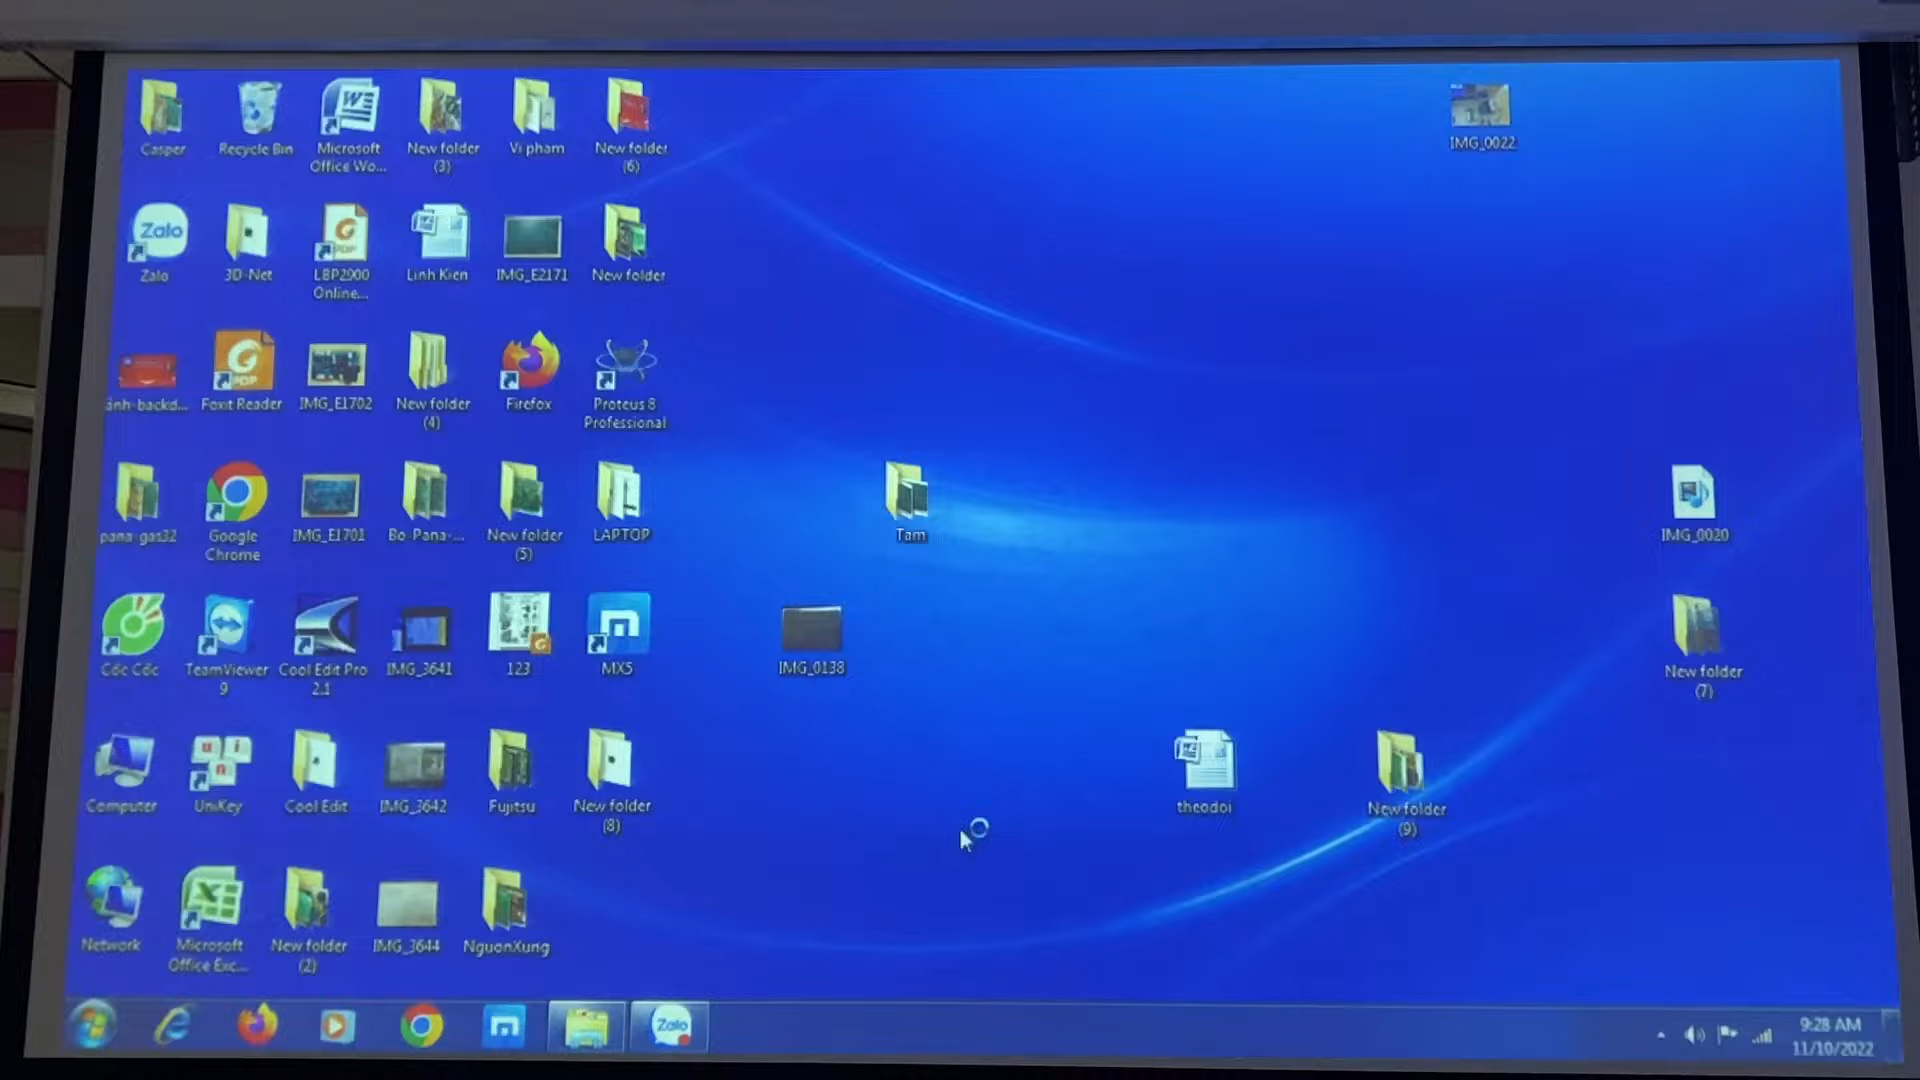 Casper
Recycle Bin
Microsoft
Office Wo...
New folder
(3)
Vi pham
New folder
(6)
IMG_0022
Zalo
Zalo
3D-Net
PDF
LBP2900
Online...
Linh Kien
IMG_E2171
New folder
ảnh-backd...
PDF
Foxit Reader
IMG_E1702
New folder
(4)
Firefox
Proteus 8
Professional
pana-gas32
Google
Chrome
IMG_E1701
Bo-Pana-...
New folder
(5)
LAPTOP
Tam
IMG_0020
Cốc Cốc
TeamViewer
9
Cool Edit Pro
2.1
IMG_3641
123
MX5
IMG_0138
New folder
(7)
Computer
UniKey
Cool Edit
IMG_3642
Fujitsu
New folder
(8)
theodoi
New folder
(9)
Network
Microsoft
Office Exc...
New folder
(2)
IMG_3644
NguonXung
Zalo
9:28 AM
11/10/2022